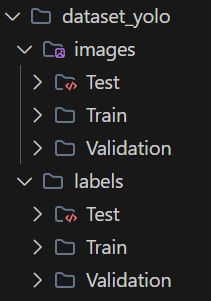 dataset_yolo
images
Test
Train
Validation
labels
Test
Train
Validation